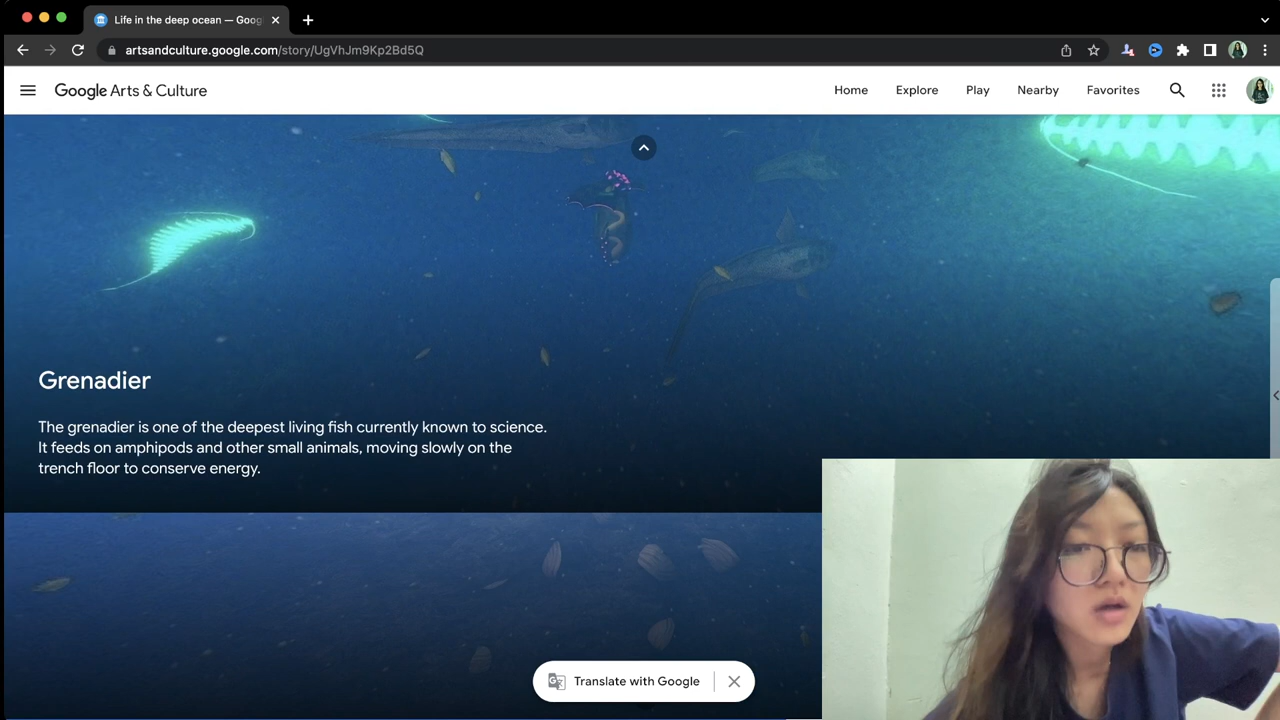 Life in the deep ocean — Goog
artsandculture.google.com/story/UgVhJm9Kp2Bd5Q
Google Arts & Culture
Home
Explore
Play
Nearby
Favorites
Grenadier
The grenadier is one of the deepest living fish currently known to science.
It feeds on amphipods and other small animals, moving slowly on the
trench floor to conserve energy.
Translate with Google